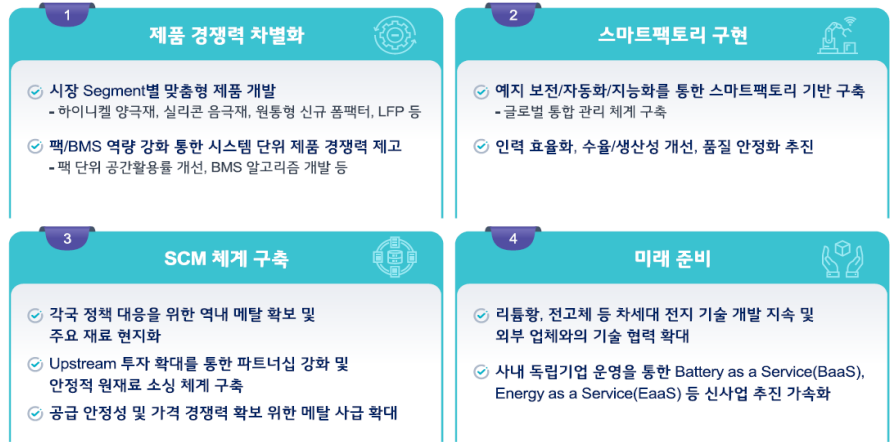 1
제품 경쟁력 차별화
시장 Segment별 맞춤형 제품 개발
- 하이니켈 양극재, 실리콘 음극재, 원통형 신규 폼팩터, LFP 등
팩/BMS 역량 강화 통한 시스템 단위 제품 경쟁력 제고
- 팩 단위 공간활용률 개선, BMS 알고리즘 개발 등
2
스마트팩토리 구현
예지 보전/자동화/지능화를 통한 스마트팩토리 기반 구축
- 글로벌 통합 관리 체계 구축
인력 효율화, 수율/생산성 개선, 품질 안정화 추진
3
SCM 체계 구축
각국 정책 대응을 위한 역내 메탈 확보 및
주요 재료 현지화
Upstream 투자 확대를 통한 파트너십 강화 및
안정적 원재료 소싱 체계 구축
공급 안정성 및 가격 경쟁력 확보 위한 메탈 사급 확대
4
미래 준비
리튬황, 전고체 등 차세대 전지 기술 개발 지속 및
외부 업체와의 기술 협력 확대
사내 독립기업 운영을 통한 Battery as a Service(BaaS),
Energy as a Service(EaaS) 등 신사업 추진 가속화